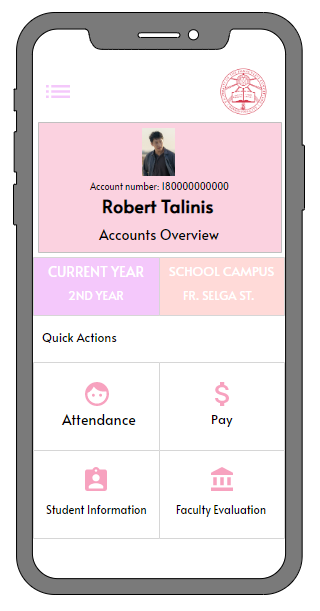 Account number: 180000000000
Robert Talinis
Accounts Overview
CURRENT YEAR
2ND YEAR
SCHOOL CAMPUS
FR. SELGA ST.
Quick Actions
Attendance
Pay
Student Information
Faculty Evaluation